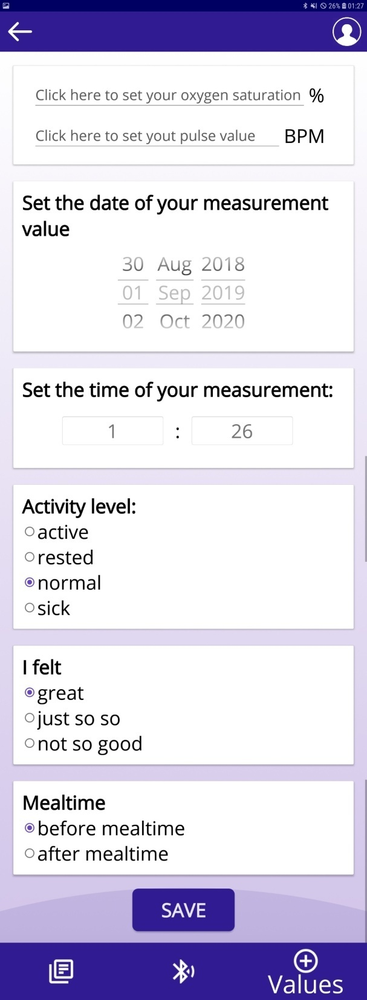 26% 01:27
Click here to set your oxygen saturation %
Click here to set yout pulse value BPM
Set the date of your measurement
value
30 Aug 2018
01 Sep 2019
02 Oct 2020
Set the time of your measurement:
1 : 26
Activity level:
active
rested
normal
sick
I felt
great
just so so
not so good
Mealtime
before mealtime
after mealtime
SAVE
Values